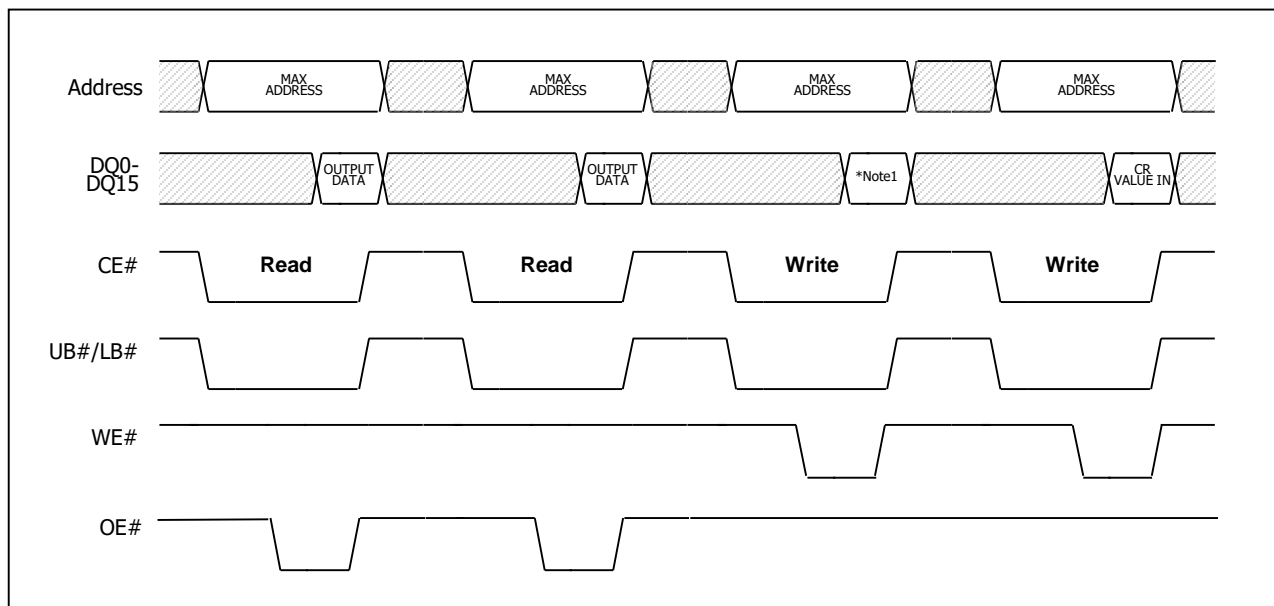 Address
MAX
ADDRESS
MAX
ADDRESS
MAX
ADDRESS
MAX
ADDRESS
DQ0-
DQ15
OUTPUT
DATA
OUTPUT
DATA
*Note1
CR
VALUE IN
CE#
Read
Read
Write
Write
UB#/LB#
WE#
OE#